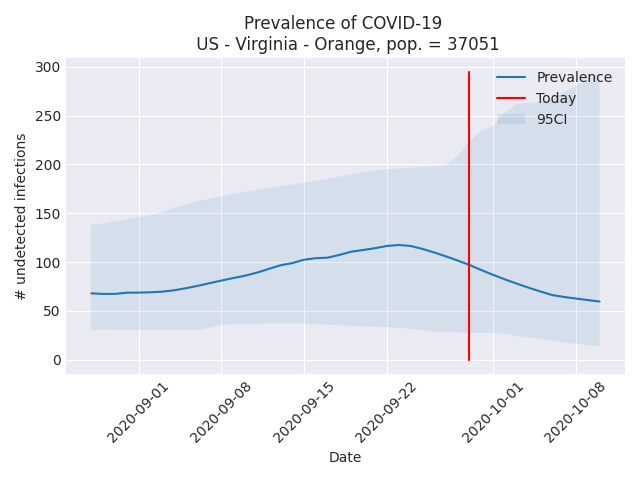 Prevalence of COVID-19
US - Virginia - Orange, pop. = 37051
300
250
200
150
100
50
0
# undetected infections
Prevalence
Today
95CI
2020-09-01
2020-09-08
2020-09-15
2020-09-22
2020-10-01
2020-10-08
Date